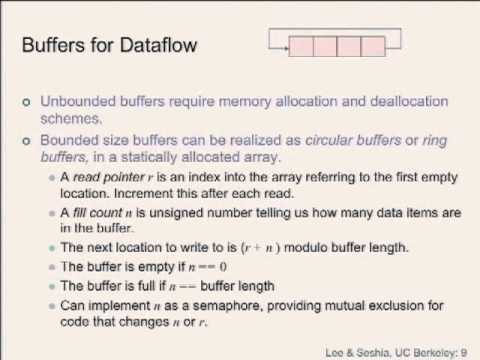 Buffers for Dataflow
Unbounded buffers require memory allocation and deallocation
schemes.
Bounded size buffers can be realized as circular buffers or ring
buffers, in a statically allocated array.
A read pointer r is an index into the array referring to the first empty
location. Increment this after each read.
A fill count n is unsigned number telling us how many data items are
in the buffer.
The next location to write to is (r + n ) modulo buffer length.
The buffer is empty if n == 0
The buffer is full if n == buffer length
Can implement n as a semaphore, providing mutual exclusion for
code that changes n or r.
Lee & Seshia, UC Berkeley: 9